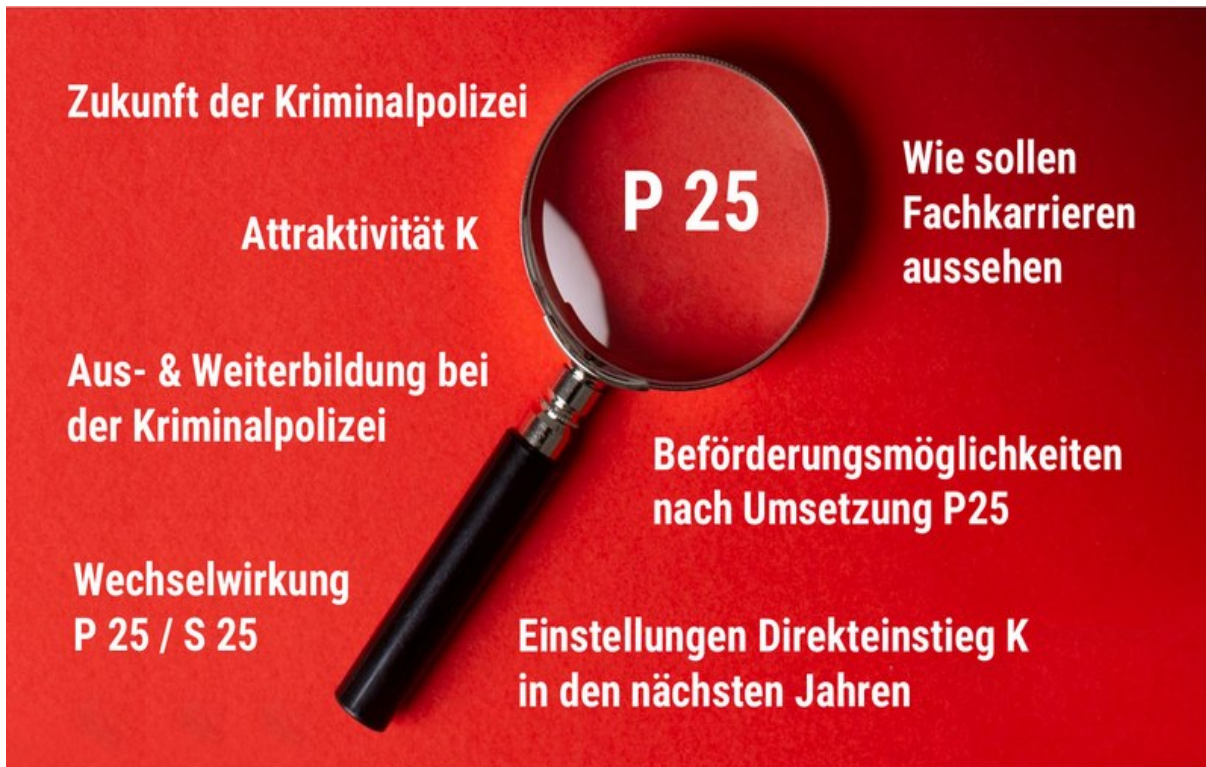 Zukunft der Kriminalpolizei
P 25
Wie sollen
Fachkarrieren
aussehen
Attraktivität K
Aus- & Weiterbildung bei
der Kriminalpolizei
Beförderungsmöglichkeiten
nach Umsetzung P25
Wechselwirkung
P 25 / S 25
Einstellungen Direkteinstieg K
in den nächsten Jahren